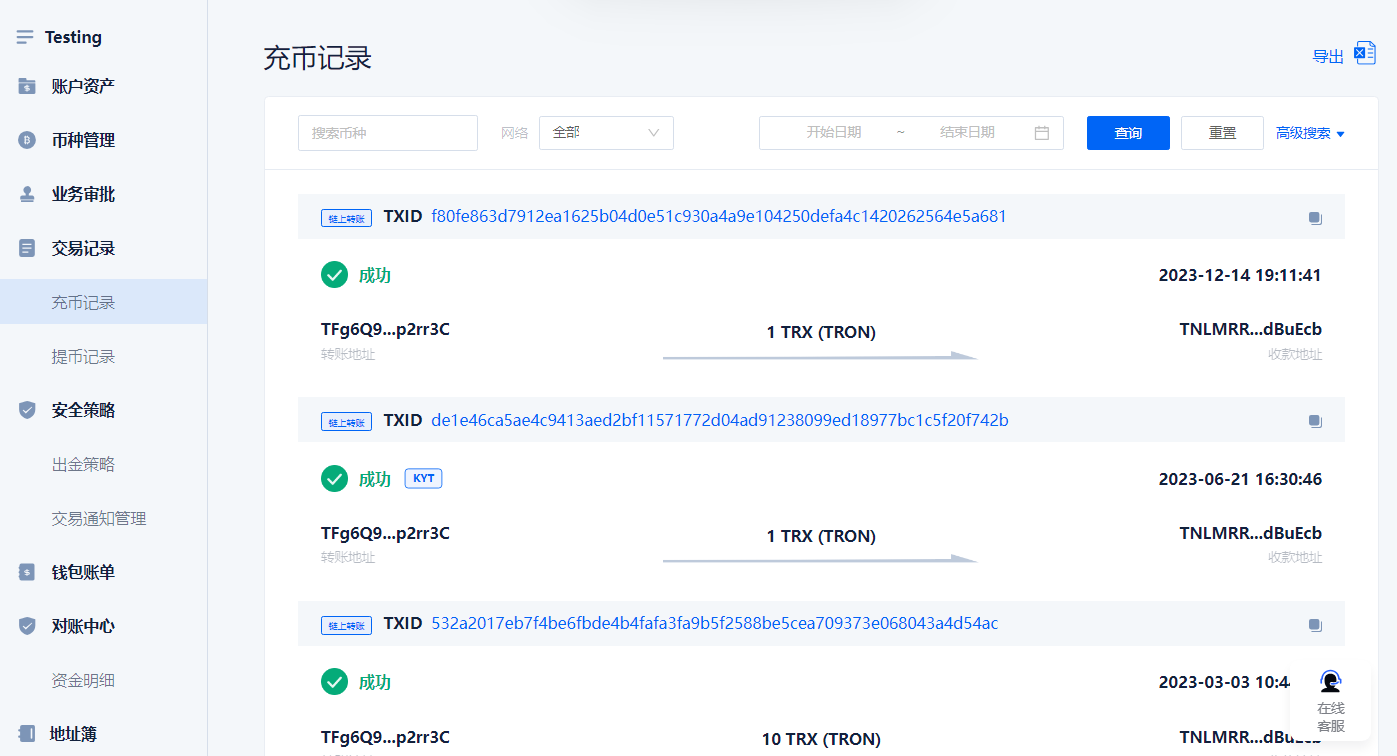 Testing
账户资产
币种管理
业务审批
交易记录
充币记录
提币记录
安全策略
出金策略
交易通知管理
钱包账单
对账中心
资金明细
地址簿
充币记录
导出
搜索币种 网络 全部 开始日期 ~ 结束日期 查询 重置 高级搜索
链上转账 TXID f80fe863d7912ea1625b04d0e51c930a4a9e104250defa4c1420262564e5a681
成功 2023-12-14 19:11:41
TFg6Q9...p2rr3C 1 TRX (TRON) TNLMRR...dBuEcb
转账地址 收款地址
链上转账 TXID de1e46ca5ae4c9413aed2bf11571772d04ad91238099ed18977bc1c5f20f742b
成功 KYT 2023-06-21 16:30:46
TFg6Q9...p2rr3C 1 TRX (TRON) TNLMRR...dBuEcb
转账地址 收款地址
链上转账 TXID 532a2017eb7f4be6fbde4b4fafa3fa9b5f2588be5cea709373e068043a4d54ac
成功 2023-03-03 10:4
TFg6Q9...p2rr3C 10 TRX (TRON) TNLMRR...dBuEcb
在线
客服